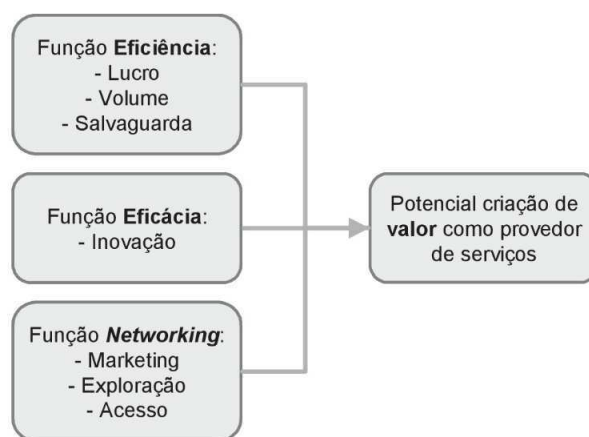 Função Eficiência:
- Lucro
- Volume
- Salvaguarda
Função Eficácia:
- Inovação
Função Networking:
- Marketing
- Exploração
- Acesso
Potencial criação de
valor como provedor
de serviços